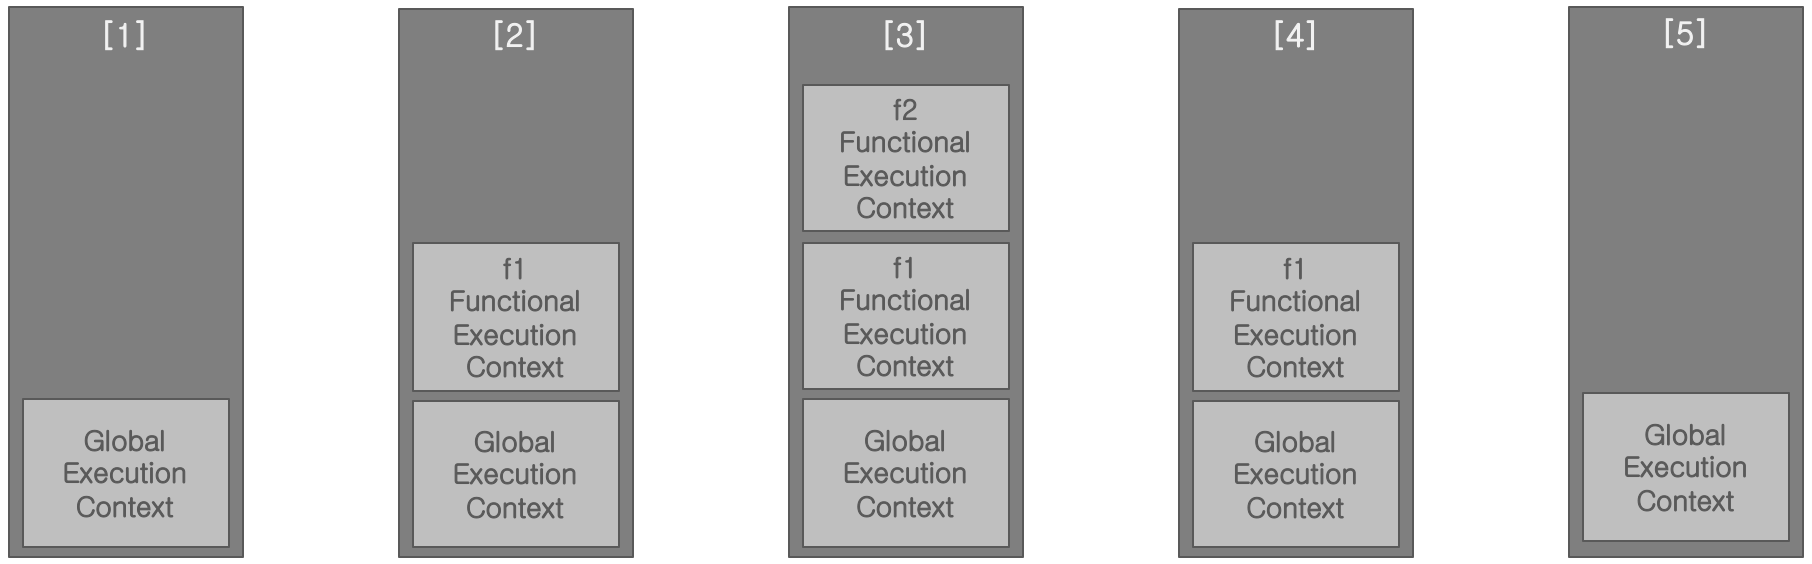 [1]
Global
Execution
Context
[2]
f1
Functional
Execution
Context
Global
Execution
Context
[3]
f2
Functional
Execution
Context
f1
Functional
Execution
Context
Global
Execution
Context
[4]
f1
Functional
Execution
Context
Global
Execution
Context
[5]
Global
Execution
Context